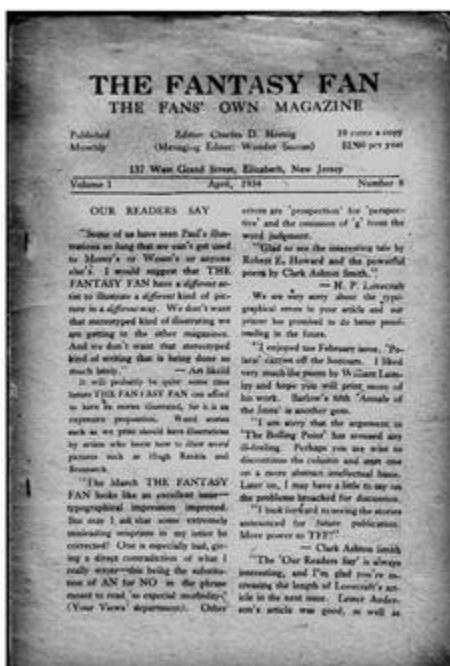 THE FANTASY FAN
THE FANS' OWN MAGAZINE
Published
Editor: Charles D. Hornig
10 cents a copy
Monthly
(Managing Editor: Wonder Stories)
$1.00 per year
137 West Grand Street, Elizabeth, New Jersey
Volume 1
April, 1934
Number 8
OUR READERS SAY
"Some of us have seen Paul's illus-
trations so long that we can't get used
to Morey's or Wesso's or anyone
else's. I would suggest that THE
FANTASY FAN have a different ar-
tist to illustrate a different kind of pic-
ture in a different way. We don't want
that stereotyped kind of illustrating we
are getting in the other magazines.
And we don't want that stereotyped
kind of writing that is being done so
much lately." —
It will probably be quite some time
before THE FANTASY FAN can afford
to have its stories illustrated, for it is an
expensive proposition. Weird stories
such as we print should have illustrations
by artists who know how to draw weird
pictures such as Hugh Rankin and
"The March THE FANTASY
FAN looks like an excellent issue—
typographical impression improved.
But may I ask that some extremely
misleading misprints in my letter be
corrected? One is especially bad, giv-
ing a direct contradiction of what I
really wrote—this being the substitu-
tion of AN for NO in the phrase
meant to read 'no especial morbidity'
('Your Views' department). Other
errors are 'prospection' for 'perspec-
tive' and the omission of 'g' from the
word judgment.
"Glad to see the interesting tale by
Robert E. Howard and the powerful
poem by Clark Ashton Smith."
— H. P. Lovecraft
We are very sorry about the typo-
graphical errors in your article and our
printer has promised to do better proof-
reading in the future.
"I enjoyed the February issue. 'Po-
laris' carries off the honours. I liked
very much the poem by William Lum-
ley and hope you will print more of
his work. Barlow's fifth 'Annals of
the Jinns' is another gem.
"I am sorry that the argument in
'The Boiling Point' has aroused any
ill-feeling. Perhaps you are wise to
discontinue the column and start one
on a more abstract intellectual basis.
Later on, I may have a little to say on
the problems broached for discussion.
"I look forward to seeing the stories
announced for future publication.
More power to TFF!"
— Clark Ashton Smith
"The 'Our Readers Say' is always
interesting, and I'm glad you're in-
creasing the length of Lovecraft's art-
icle in the next issue. Lester Ander-
son's article was good, as well as